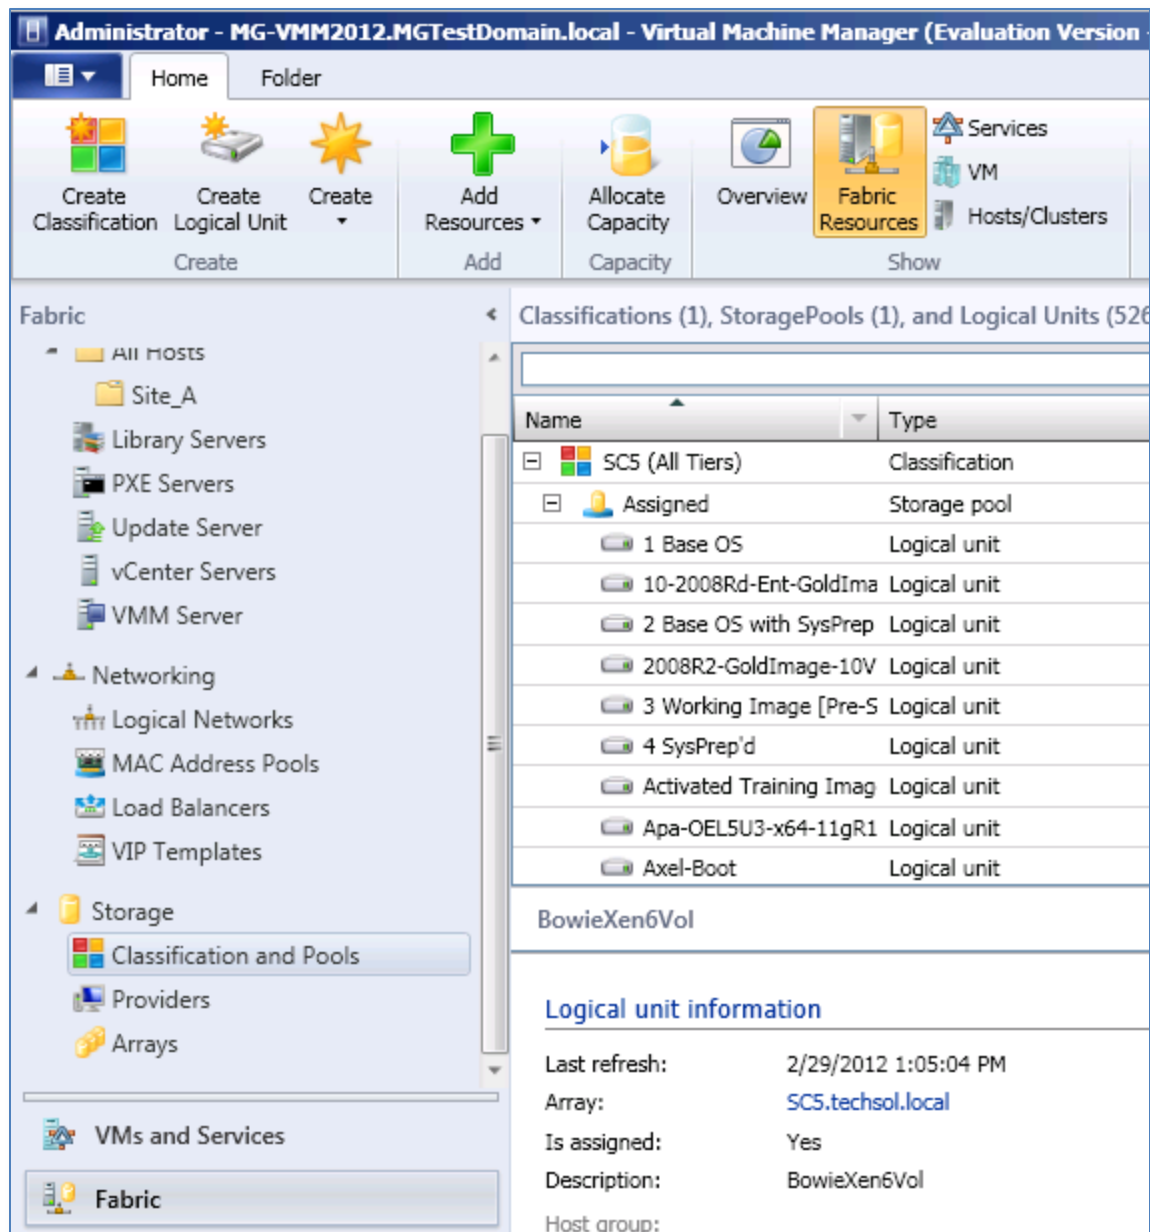 Administrator - MG-VMM2012.MGTestDomain.local - Virtual Machine Manager (Evaluation Version -
Home Folder
Create Classification
Create Logical Unit
Create
Add Resources
Allocate Capacity
Overview
Fabric Resources
Services
VM
Hosts/Clusters
Create Add Capacity Show
Fabric
All Hosts
Site_A
Library Servers
PXE Servers
Update Server
vCenter Servers
VMM Server
Networking
Logical Networks
MAC Address Pools
Load Balancers
VIP Templates
Storage
Classification and Pools
Providers
Arrays
VMs and Services
Fabric
Classifications (1), StoragePools (1), and Logical Units (526
Name Type
SC5 (All Tiers) Classification
Assigned Storage pool
1 Base OS Logical unit
10-2008Rd-Ent-GoldIma Logical unit
2 Base OS with SysPrep Logical unit
2008R2-GoldImage-10V Logical unit
3 Working Image [Pre-S Logical unit
4 SysPrep'd Logical unit
Activated Training Imag Logical unit
Apa-OEL5U3-x64-11gR1 Logical unit
Axel-Boot Logical unit
BowieXen6Vol
Logical unit information
Last refresh: 2/29/2012 1:05:04 PM
Array: SC5.techsol.local
Is assigned: Yes
Description: BowieXen6Vol
Host group: